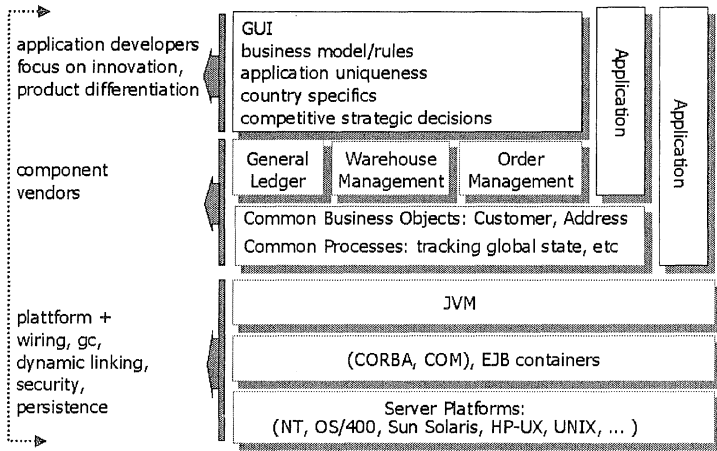 application developers
focus on innovation,
product differentiation
GUI
business model/rules
application uniqueness
country specifics
competitive strategic decisions
Application
Application
component
vendors
General
Ledger
Warehouse
Management
Order
Management
Common Business Objects: Customer, Address
Common Processes: tracking global state, etc
plattform +
wiring, gc,
dynamic linking,
security,
persistence
JVM
(CORBA, COM), EJB containers
Server Platforms:
(NT, OS/400, Sun Solaris, HP-UX, UNIX, ... )